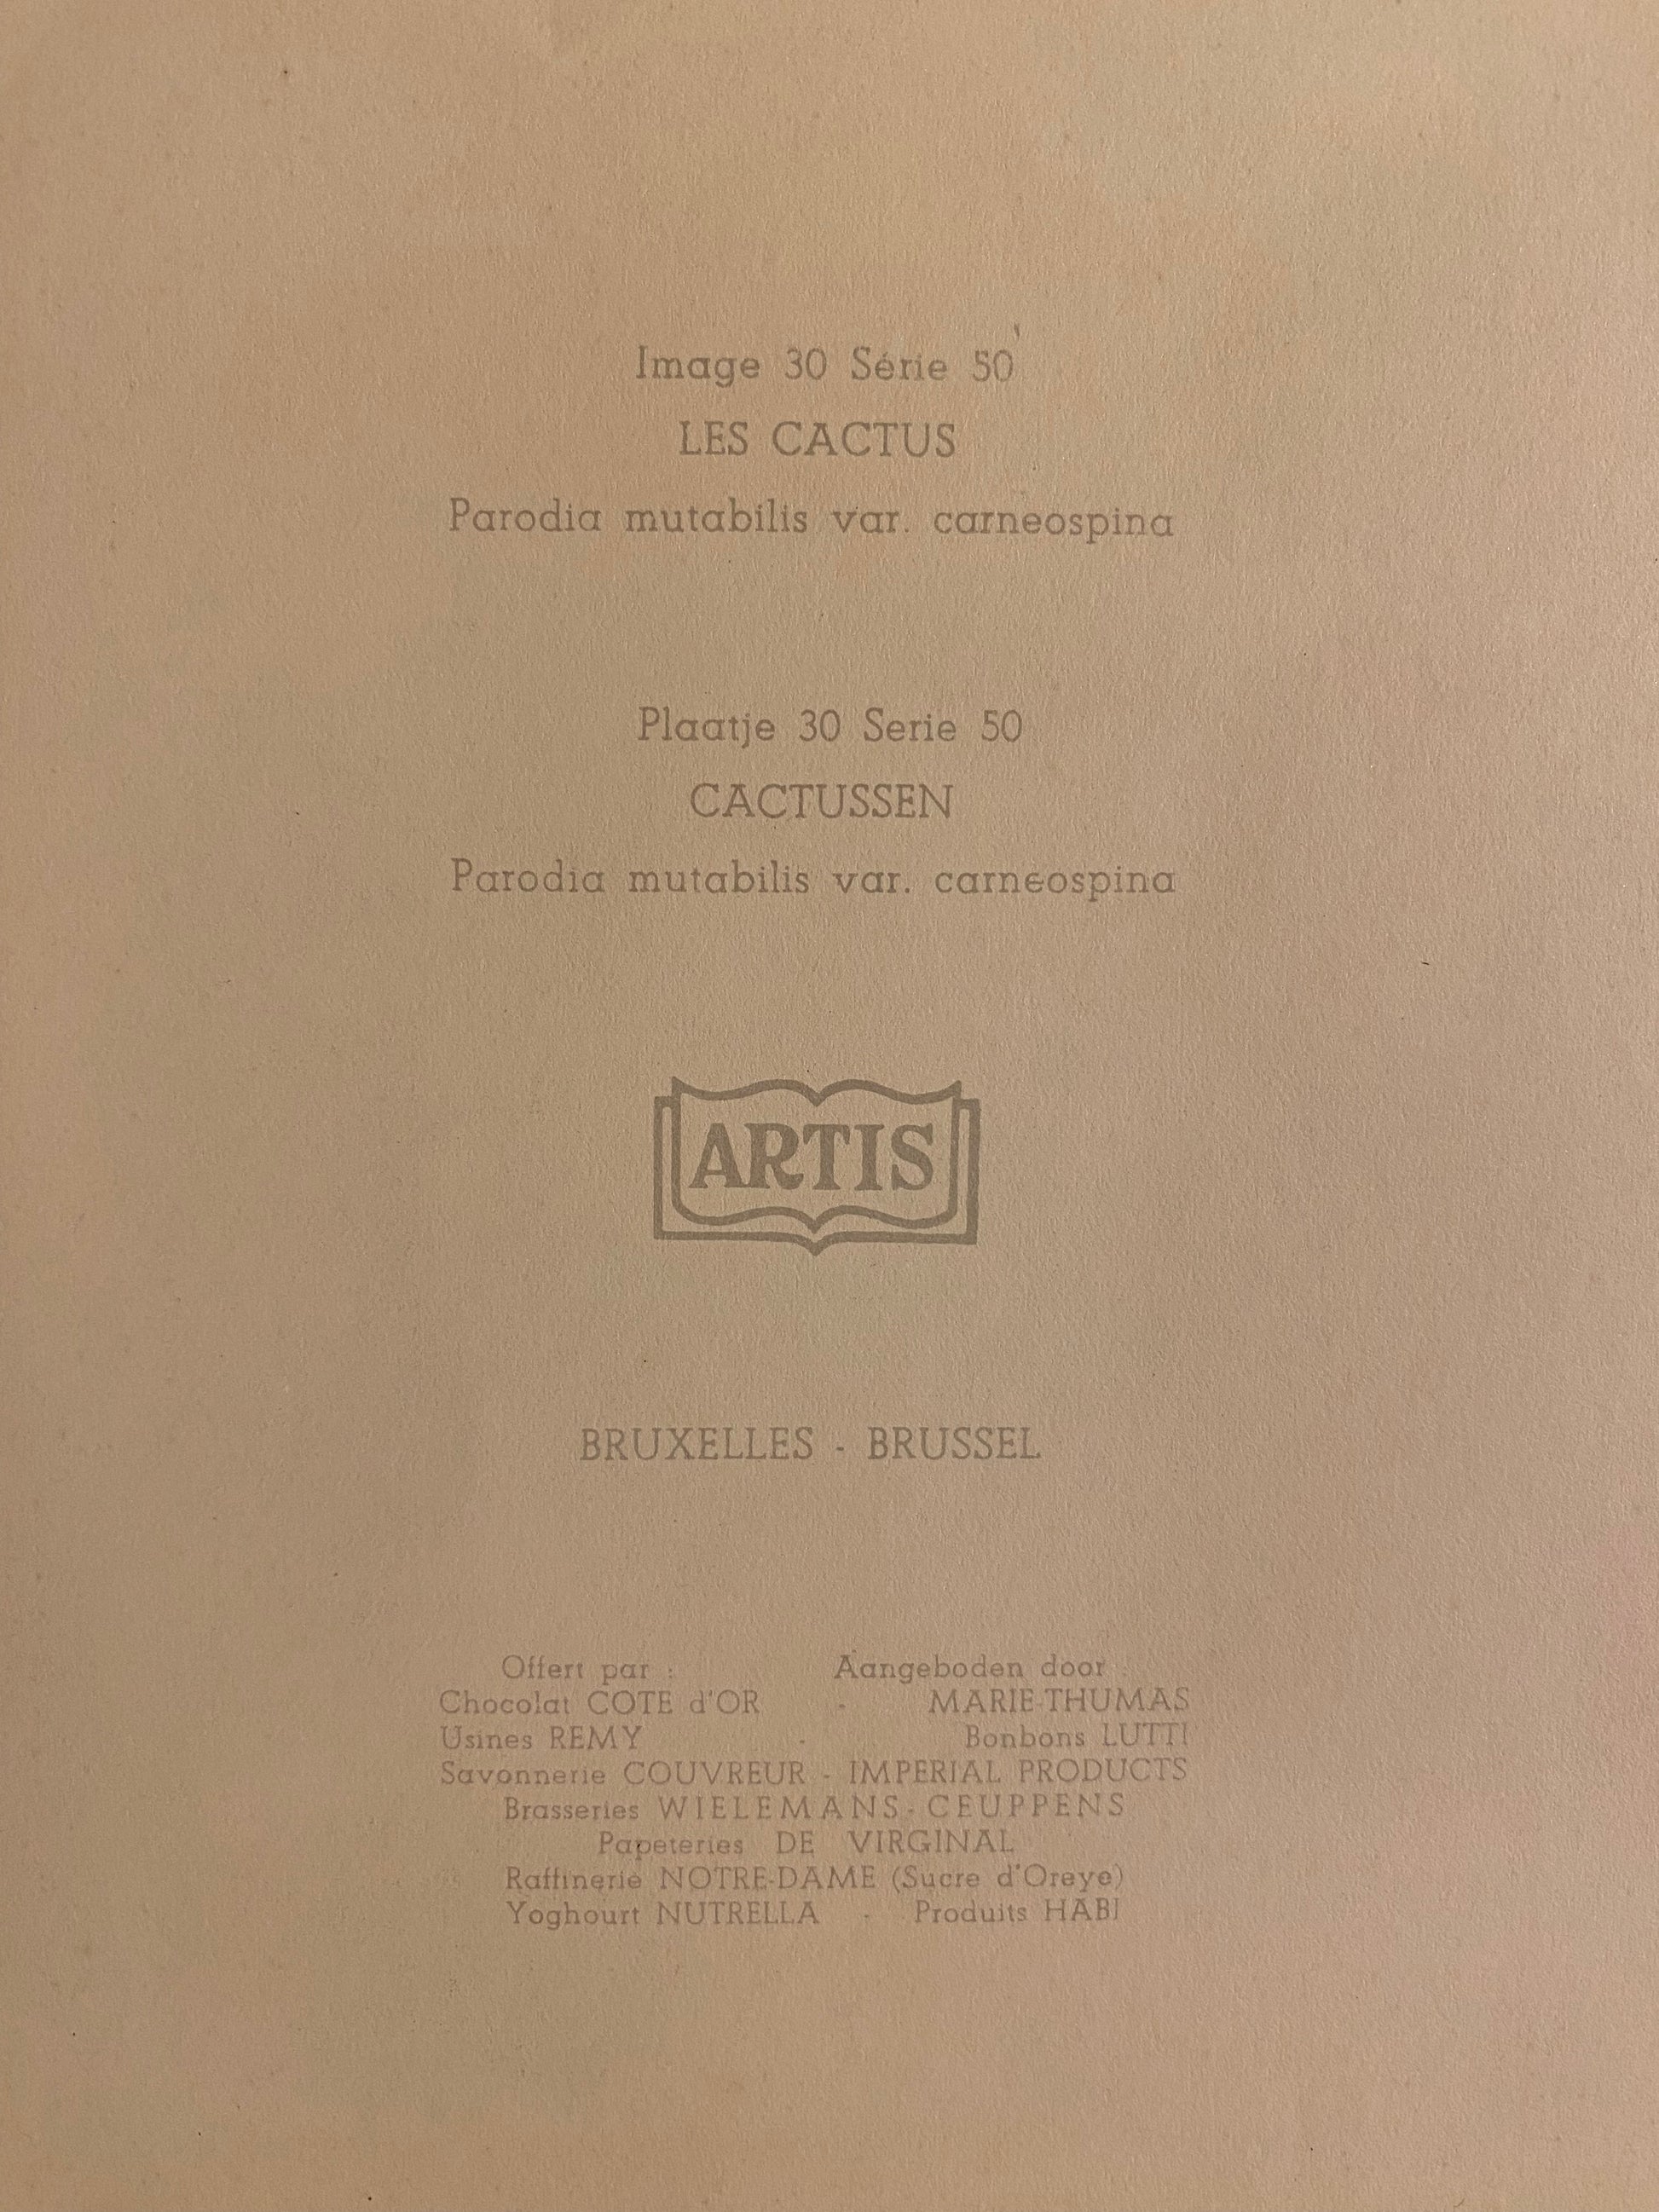 Image 30 Série 50
LES CACTUS
Parodia mutabilis var. carneospina
Plaatje 30 Serie 50
CACTUSSEN
Parodia mutabilis var. carneospina
ARTIS
BRUXELLES - BRUSSEL
Offert par : Aangeboden door :
Chocolat COTE d'OR - MARIE-THUMAS
Usines REMY - Bonbons LUTTI
Savonnerie COUVREUR - IMPERIAL PRODUCTS
Brasseries WIELEMANS-CEUPPENS
Papeteries DE VIRGINAL
Raffinerie NOTRE-DAME (Sucre d'Oreye)
Yoghourt NUTRELLA - Produits HABI